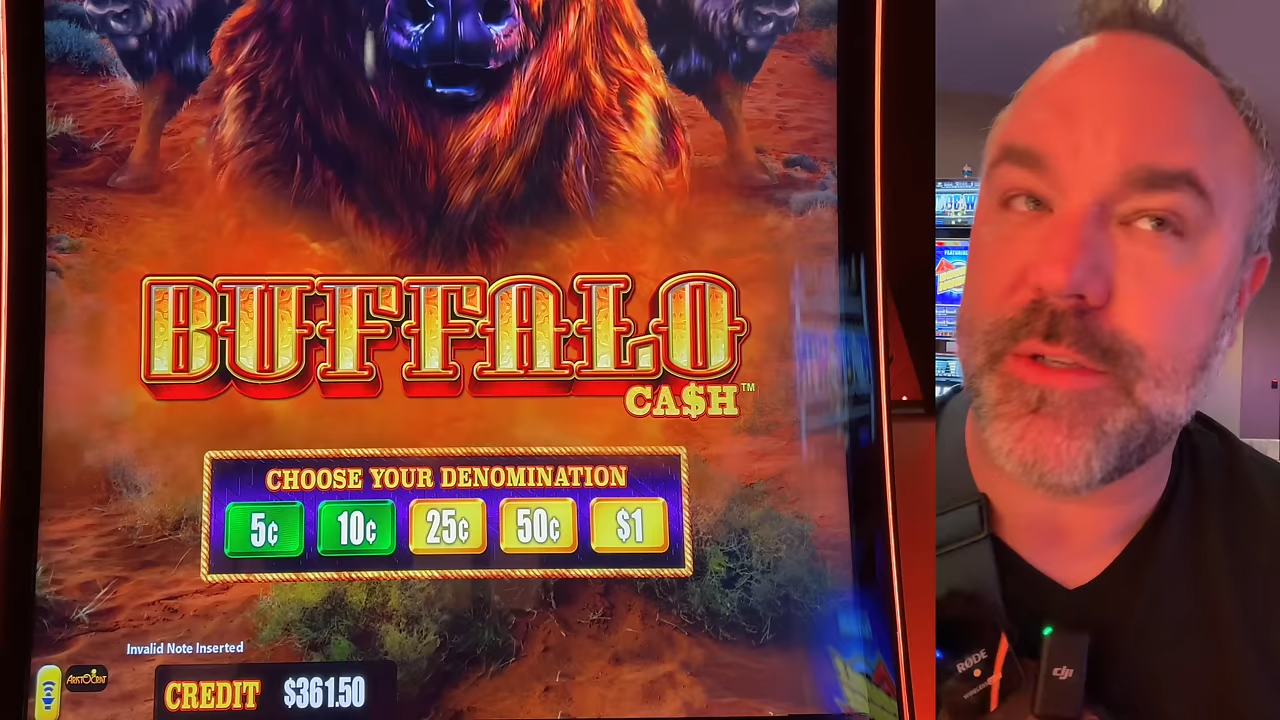 BUFFALO
CA$H™
CHOOSE YOUR DENOMINATION
5¢ 10¢ 25¢ 50¢ $1
Invalid Note Inserted
ARISTOCRAT
CREDIT $361.50
FEATURING
RØDE
dji